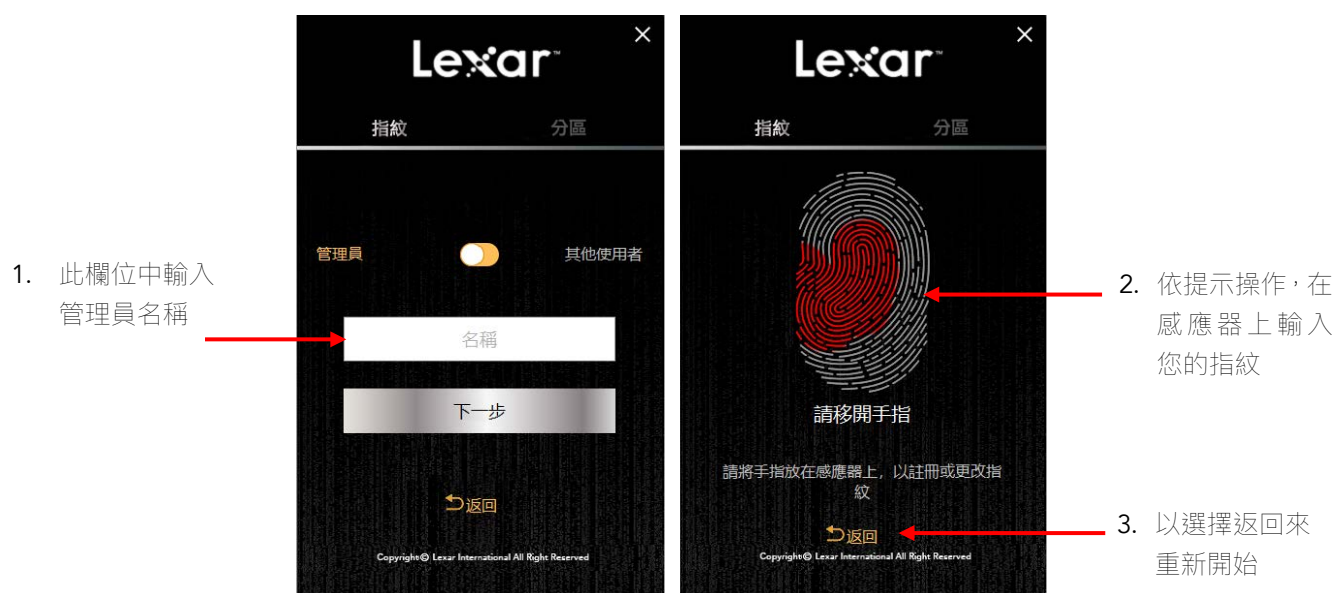 1. 此欄位中輸入
管理員名稱
Lexar™
指紋 分區
管理員 其他使用者
名稱
下一步
返回
Copyright© Lexar International All Right Reserved
Lexar™
指紋 分區
請移開手指
請將手指放在感應器上，以註冊或更改指
紋
返回
Copyright© Lexar International All Right Reserved
2. 依提示操作，在
感應器上輸入
您的指紋
3. 以選擇返回來
重新開始